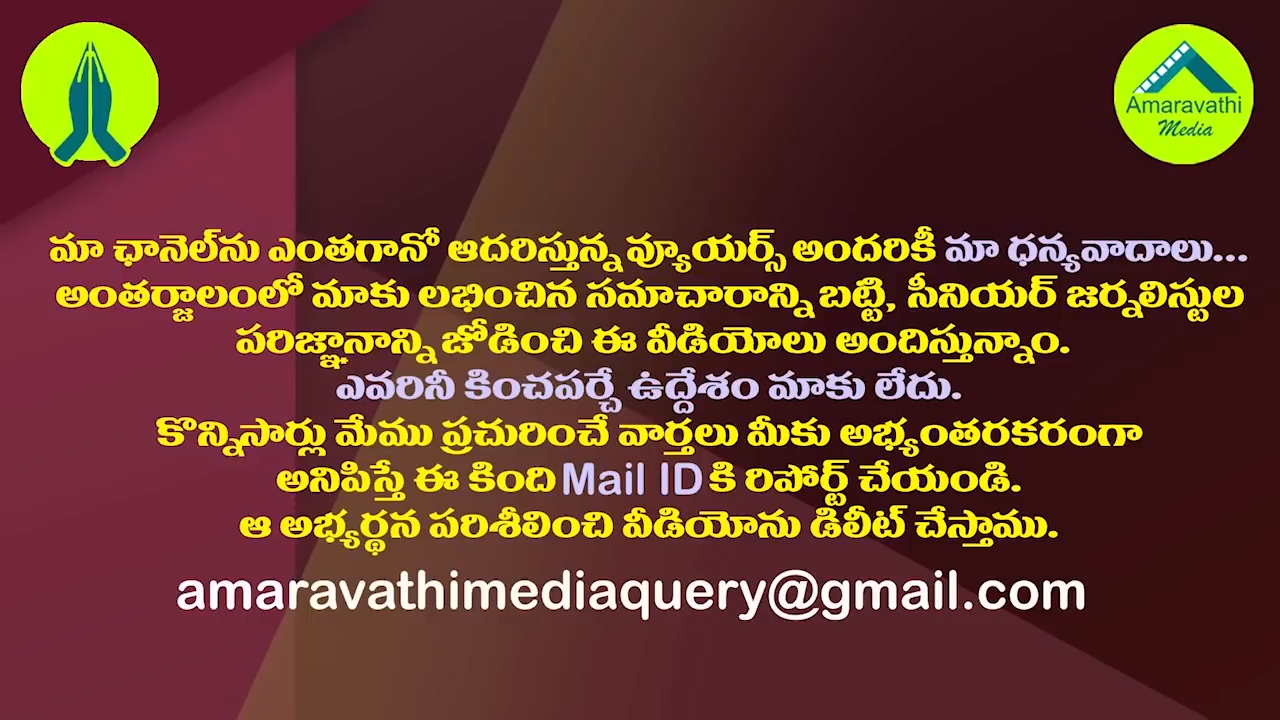 Amaravathi
Media
మా ఛానెల్‌ను ఎంతగానో ఆదరిస్తున్న వ్యూయర్స్ అందరికీ మా ధన్యవాదాలు...
అంతర్జాలంలో మాకు లభించిన సమాచారాన్ని బట్టి, సీనియర్ జర్నలిస్టుల
పరిజ్ఞానాన్ని జోడించి ఈ వీడియోలు అందిస్తున్నాం.
ఎవరినీ కించపర్చే ఉద్దేశం మాకు లేదు.
కొన్నిసార్లు మేము ప్రచురించే వార్తలు మీకు అభ్యంతరకరంగా
అనిపిస్తే ఈ కింది Mail ID కి రిపోర్ట్ చేయండి.
ఆ అభ్యర్థన పరిశీలించి వీడియోను డిలీట్ చేస్తాము.
amaravathimediaquery@gmail.com